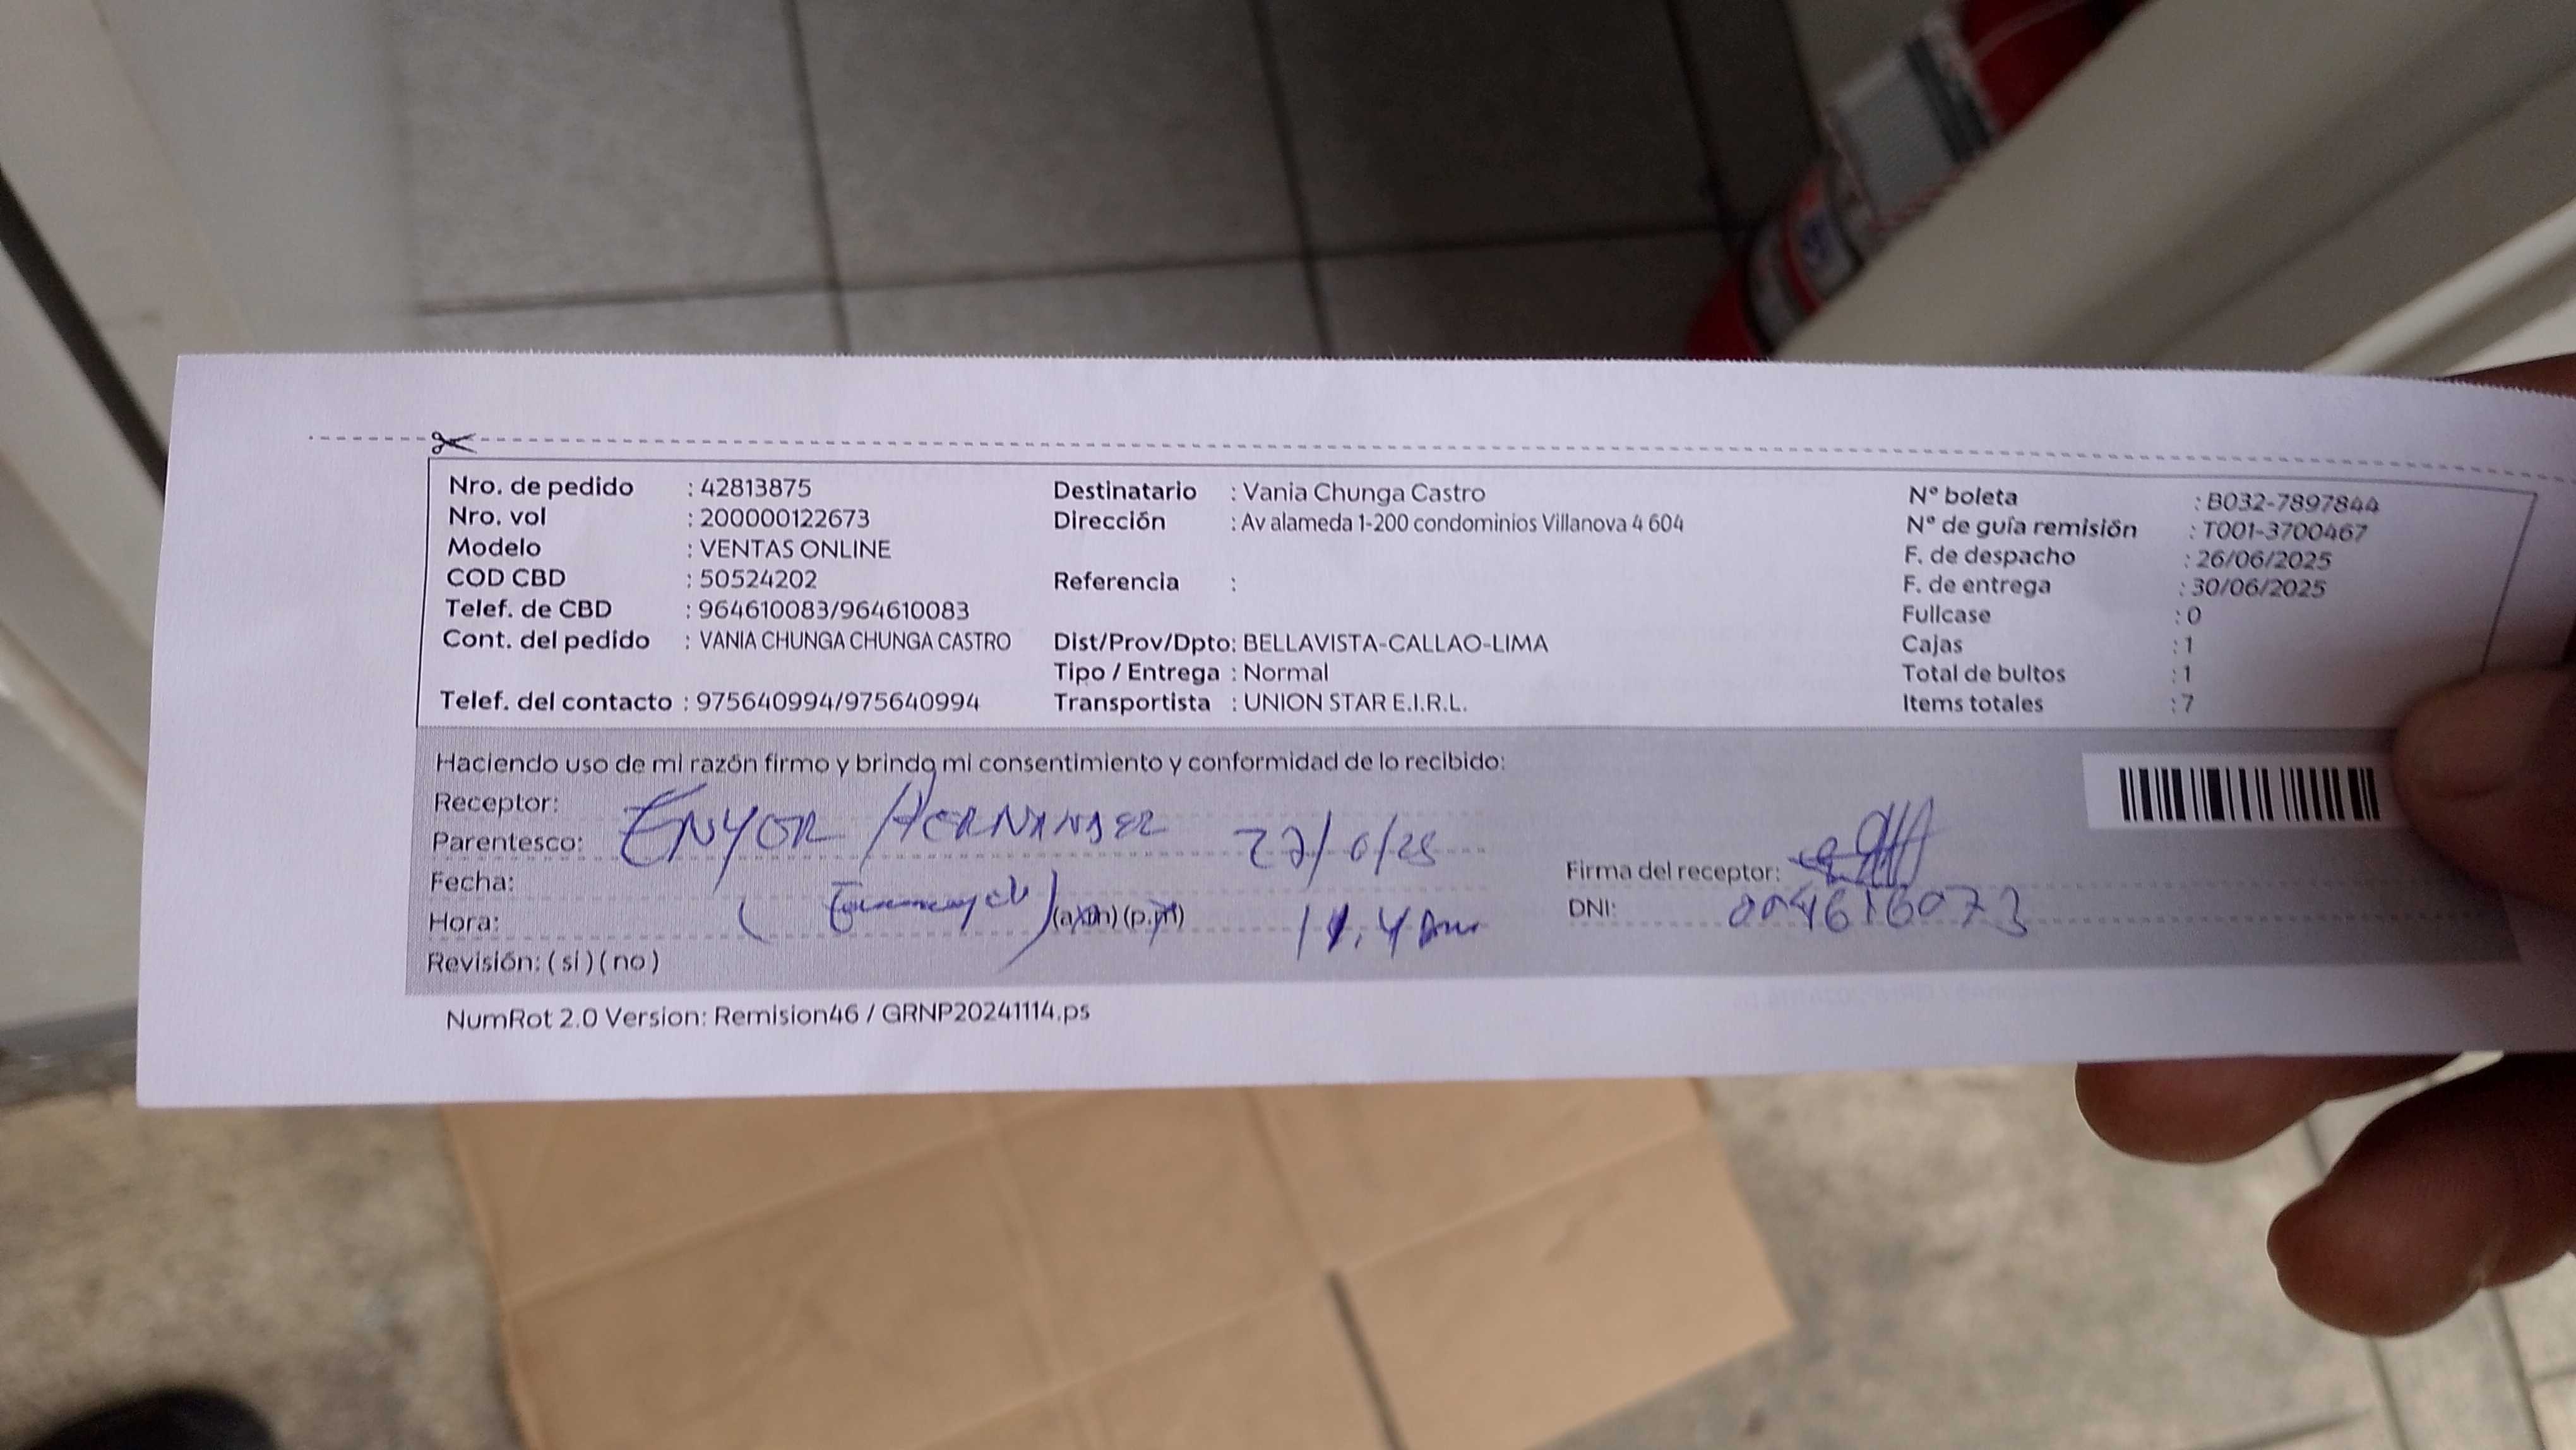 Nro. de pedido : 42813875
Nro. vol : 200000122673
Modelo : VENTAS ONLINE
COD CBD : 50524202
Telef. de CBD : 964610083/964610083
Cont. del pedido : VANIA CHUNGA CHUNGA CASTRO
Telef. del contacto : 975640994/975640994
Destinatario : Vania Chunga Castro
Dirección : Av alameda 1-200 condominios Villanova 4 604
Referencia :
Dist/Prov/Dpto: BELLAVISTA-CALLAO-LIMA
Tipo / Entrega : Normal
Transportista : UNION STAR E.I.R.L.
N° boleta : B032-7897844
N° de guía remisión : T001-3700467
F. de despacho : 26/06/2025
F. de entrega : 30/06/2025
Fullcase : 0
Cajas : 1
Total de bultos : 1
Items totales : 7
Haciendo uso de mi razón firmo y brindo mi consentimiento y conformidad de lo recibido:
Receptor:
Parentesco: ENYOR HERNANDEZ
Fecha:
Hora: (a.m) (p.m)
Revisión: ( si ) ( no )
Firma del receptor:
DNI:
NumRot 2.0 Version: Remision46 / GRNP20241114.ps